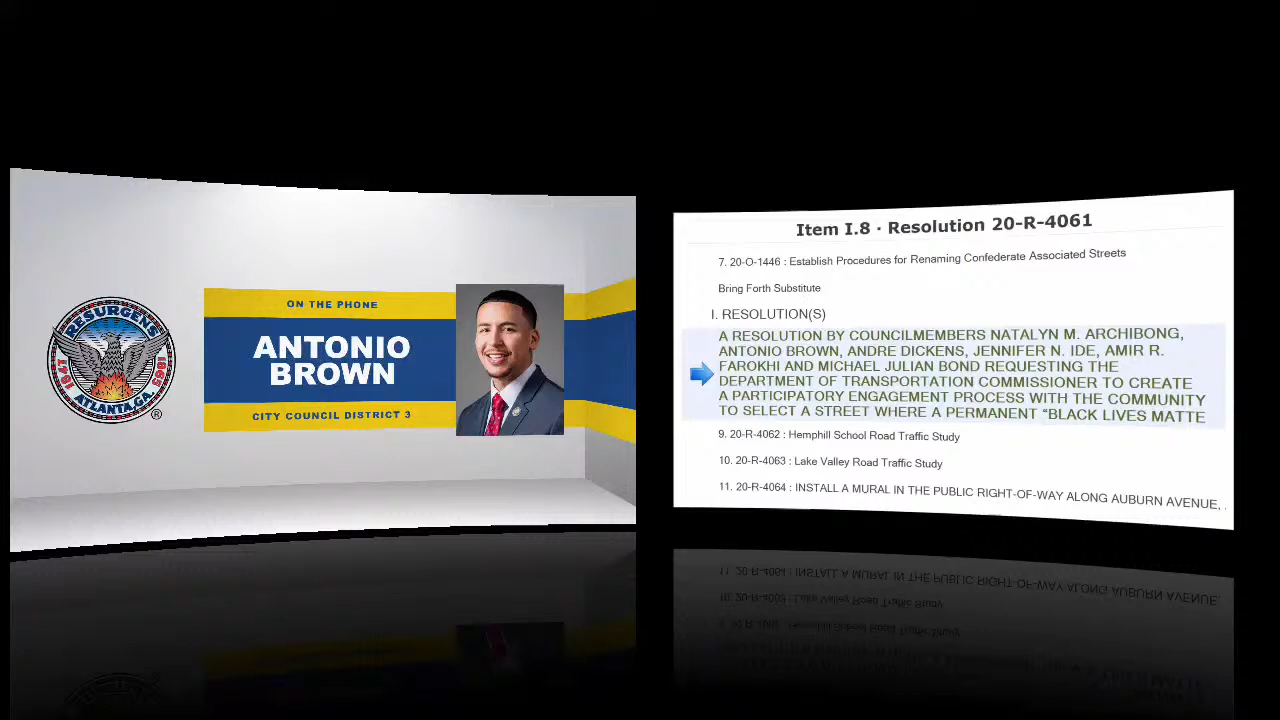 RESURGENS
1847
1865
ATLANTA, GA.
®
ON THE PHONE
ANTONIO
BROWN
CITY COUNCIL DISTRICT 3
Item I.8 · Resolution 20-R-4061
7. 20-O-1446 : Establish Procedures for Renaming Confederate Associated Streets
Bring Forth Substitute
I. RESOLUTION(S)
A RESOLUTION BY COUNCILMEMBERS NATALYN M. ARCHIBONG,
ANTONIO BROWN, ANDRE DICKENS, JENNIFER N. IDE, AMIR R.
FAROKHI AND MICHAEL JULIAN BOND REQUESTING THE
DEPARTMENT OF TRANSPORTATION COMMISSIONER TO CREATE
A PARTICIPATORY ENGAGEMENT PROCESS WITH THE COMMUNITY
TO SELECT A STREET WHERE A PERMANENT “BLACK LIVES MATTE
9. 20-R-4062 : Hemphill School Road Traffic Study
10. 20-R-4063 : Lake Valley Road Traffic Study
11. 20-R-4064 : INSTALL A MURAL IN THE PUBLIC RIGHT-OF-WAY ALONG AUBURN AVENUE,